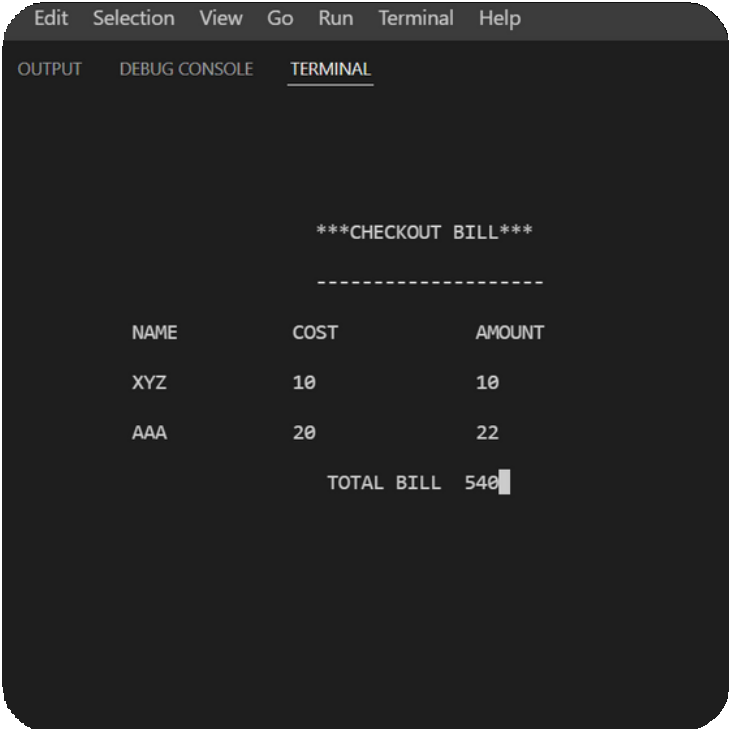 Edit Selection View Go Run Terminal Help
OUTPUT DEBUG CONSOLE TERMINAL
***CHECKOUT BILL***
--------------------
NAME COST AMOUNT
XYZ 10 10
AAA 20 22
TOTAL BILL 540